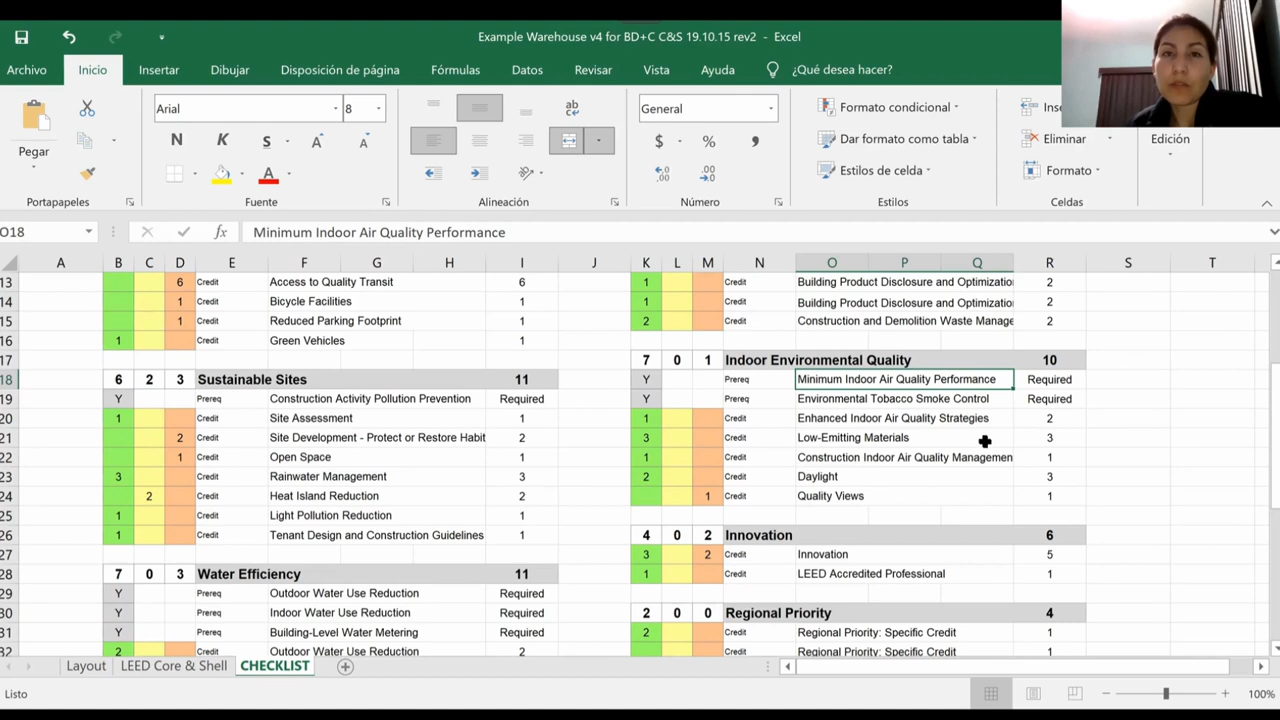 Example Warehouse v4 for BD+C C&S 19.10.15 rev2 - Excel
Archivo Inicio Insertar Dibujar Disposición de página Fórmulas Datos Revisar Vista Ayuda ¿Qué desea hacer?
Arial 8 ab General Formato condicional Inse
Pegar N K S A A $ % Dar formato como tabla Eliminar Edición
A Estilos de celda Formato
Portapapeles Fuente Alineación Número Estilos Celdas
O18 fx Minimum Indoor Air Quality Performance
A B C D E F G H I J K L M N O P Q R S T
13 6 Credit Access to Quality Transit 6 1 Credit Building Product Disclosure and Optimizatio 2
14 1 Credit Bicycle Facilities 1 1 Credit Building Product Disclosure and Optimizatio 2
15 1 Credit Reduced Parking Footprint 1 2 Credit Construction and Demolition Waste Manage 2
16 1 Credit Green Vehicles 1
17 7 0 1 Indoor Environmental Quality 10
18 6 2 3 Sustainable Sites 11 Y Prereq Minimum Indoor Air Quality Performance Required
19 Y Prereq Construction Activity Pollution Prevention Required Y Prereq Environmental Tobacco Smoke Control Required
20 1 Credit Site Assessment 1 1 Credit Enhanced Indoor Air Quality Strategies 2
21 2 Credit Site Development - Protect or Restore Habit 2 3 Credit Low-Emitting Materials 3
22 1 Credit Open Space 1 1 Credit Construction Indoor Air Quality Managemen 1
23 3 Credit Rainwater Management 3 2 Credit Daylight 3
24 2 Credit Heat Island Reduction 2 1 Credit Quality Views 1
25 1 Credit Light Pollution Reduction 1
26 1 Credit Tenant Design and Construction Guidelines 1 4 0 2 Innovation 6
27 3 2 Credit Innovation 5
28 7 0 3 Water Efficiency 11 1 Credit LEED Accredited Professional 1
29 Y Prereq Outdoor Water Use Reduction Required
30 Y Prereq Indoor Water Use Reduction Required 2 0 0 Regional Priority 4
31 Y Prereq Building-Level Water Metering Required 2 Credit Regional Priority: Specific Credit 1
32 2 Credit Outdoor Water Use Reduction 2 Credit Regional Priority: Specific Credit 1
Layout LEED Core & Shell CHECKLIST
Listo 100%